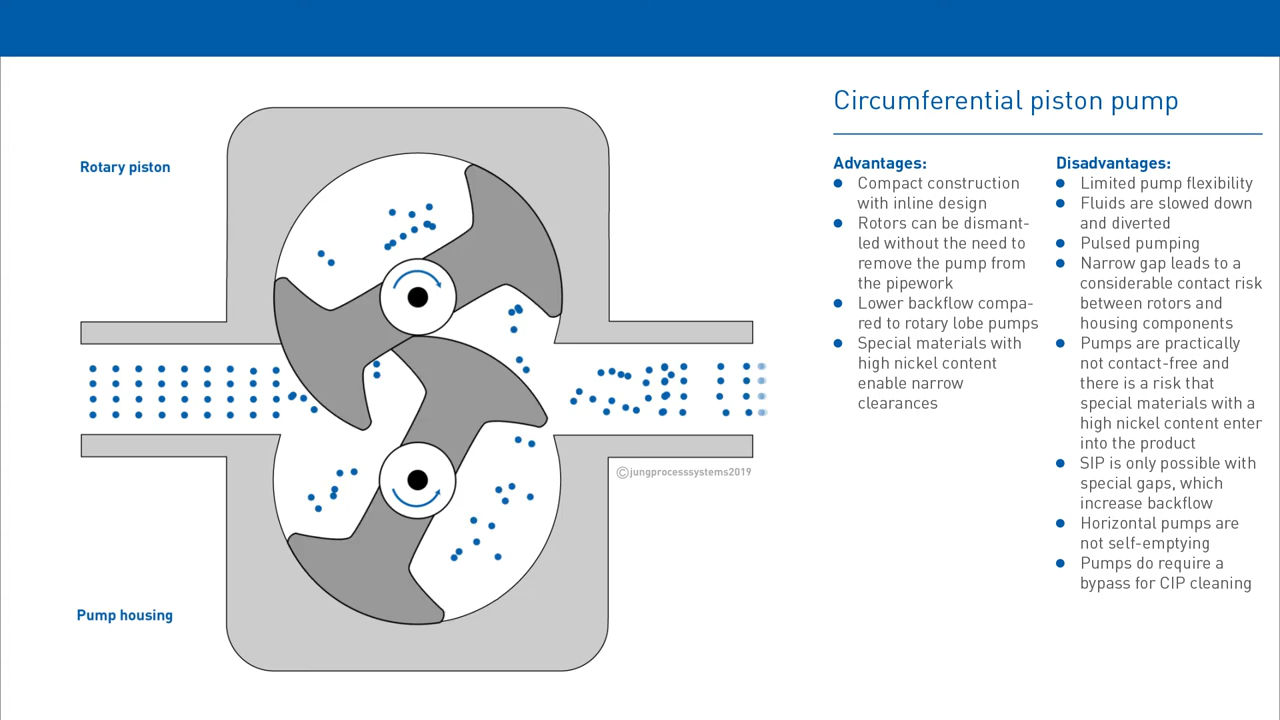 Circumferential piston pump
Rotary piston
Advantages:
Compact construction
with inline design
Rotors can be dismant-
led without the need to
remove the pump from
the pipework
Lower backflow compa-
red to rotary lobe pumps
Special materials with
high nickel content
enable narrow
clearances
Disadvantages:
Limited pump flexibility
Fluids are slowed down
and diverted
Pulsed pumping
Narrow gap leads to a
considerable contact risk
between rotors and
housing components
Pumps are practically
not contact-free and
there is a risk that
special materials with a
high nickel content enter
into the product
SIP is only possible with
special gaps, which
increase backflow
Horizontal pumps are
not self-emptying
Pumps do require a
bypass for CIP cleaning
©jungprocesssystems2019
Pump housing